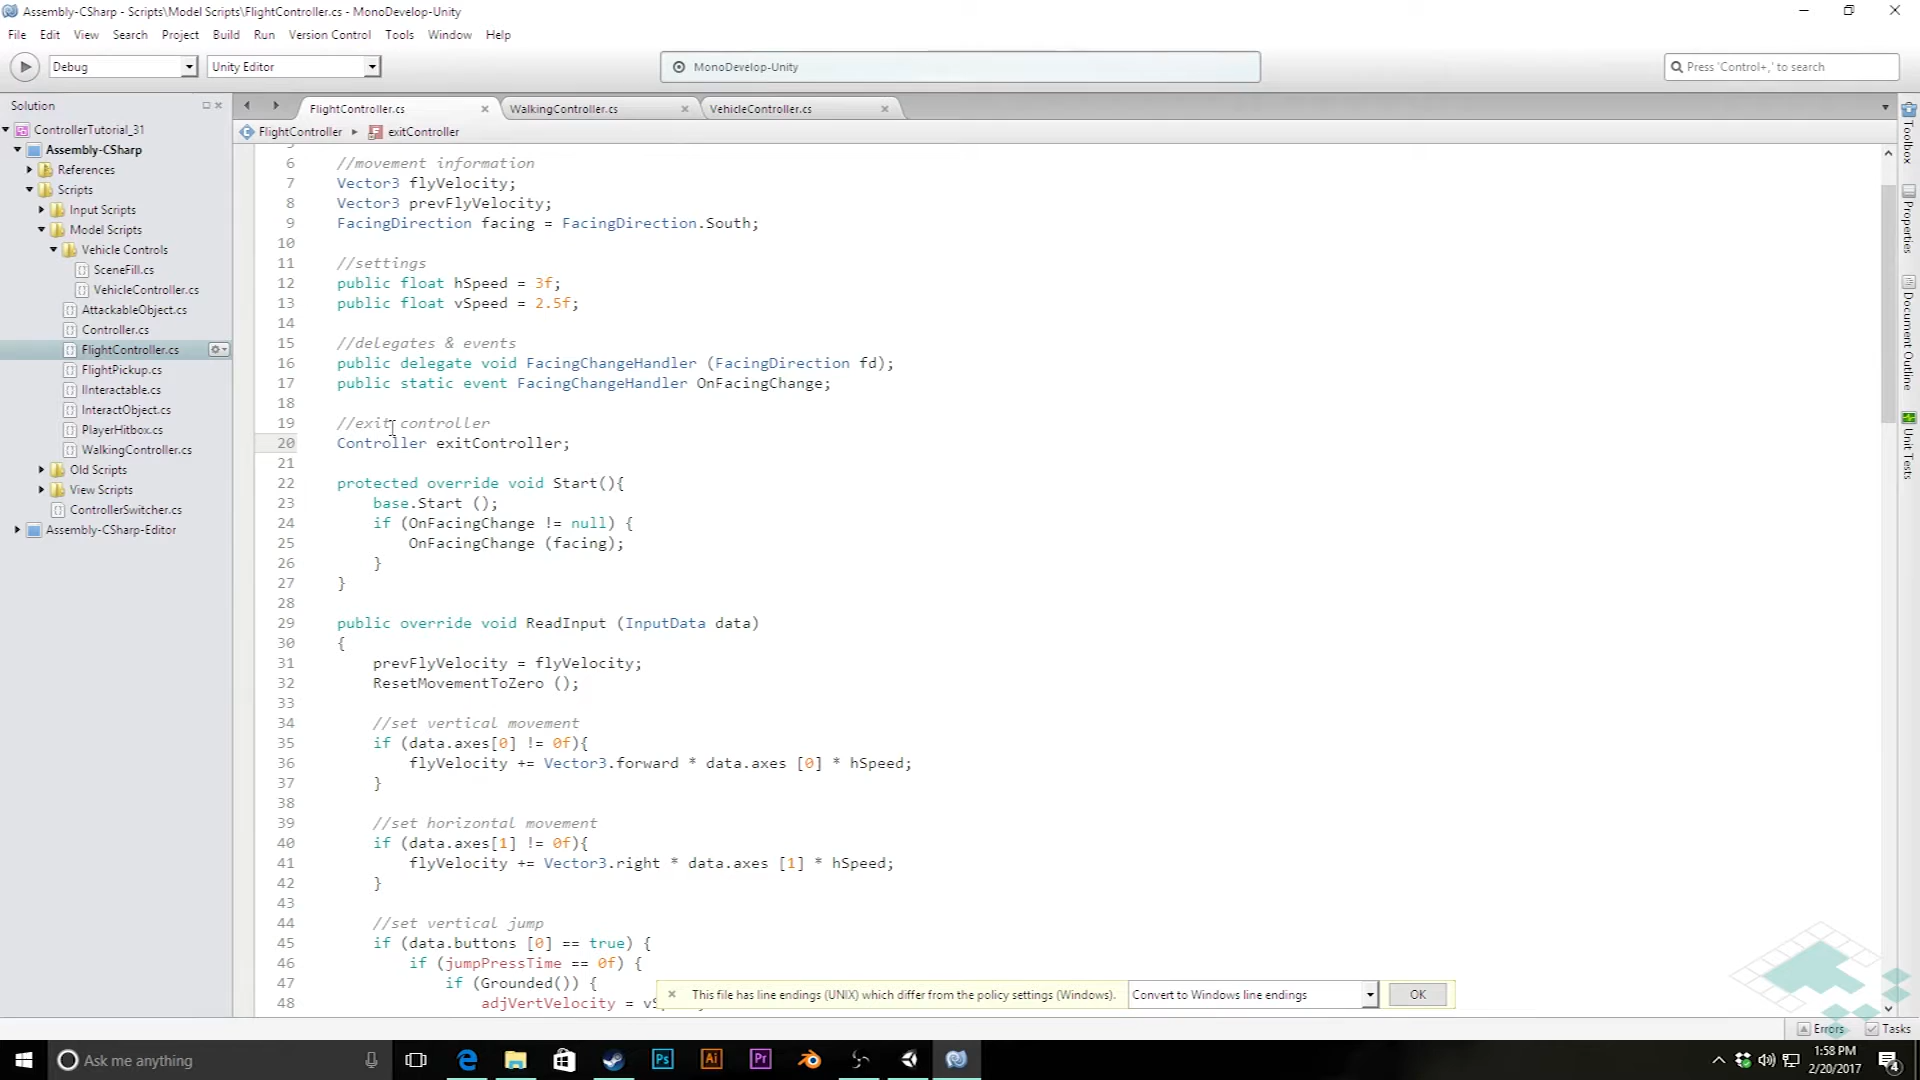 Assembly-CSharp - Scripts\Model Scripts\FlightController.cs - MonoDevelop-Unity
File Edit View Search Project Build Run Version Control Tools Window Help
Debug Unity Editor MonoDevelop-Unity Press 'Control+,' to search
Solution
FlightController.cs WalkingController.cs VehicleController.cs
FlightController exitController
ControllerTutorial_31
Assembly-CSharp
References
Scripts
Input Scripts
Model Scripts
Vehicle Controls
SceneFill.cs
VehicleController.cs
AttackableObject.cs
Controller.cs
FlightController.cs
FlightPickup.cs
IInteractable.cs
InteractObject.cs
PlayerHitbox.cs
WalkingController.cs
Old Scripts
View Scripts
ControllerSwitcher.cs
Assembly-CSharp-Editor
6 //movement information
7 Vector3 flyVelocity;
8 Vector3 prevFlyVelocity;
9 FacingDirection facing = FacingDirection.South;
10
11 //settings
12 public float hSpeed = 3f;
13 public float vSpeed = 2.5f;
14
15 //delegates & events
16 public delegate void FacingChangeHandler (FacingDirection fd);
17 public static event FacingChangeHandler OnFacingChange;
18
19 //exit controller
20 Controller exitController;
21
22 protected override void Start(){
23 base.Start ();
24 if (OnFacingChange != null) {
25 OnFacingChange (facing);
26 }
27 }
28
29 public override void ReadInput (InputData data)
30 {
31 prevFlyVelocity = flyVelocity;
32 ResetMovementToZero ();
33
34 //set vertical movement
35 if (data.axes[0] != 0f){
36 flyVelocity += Vector3.forward * data.axes [0] * hSpeed;
37 }
38
39 //set horizontal movement
40 if (data.axes[1] != 0f){
41 flyVelocity += Vector3.right * data.axes [1] * hSpeed;
42 }
43
44 //set vertical jump
45 if (data.buttons [0] == true) {
46 if (jumpPressTime == 0f) {
47 if (Grounded()) {
48 adjVertVelocity =
This file has line endings (UNIX) which differ from the policy settings (Windows). Convert to Windows line endings OK
Toolbox
Properties
Document Outline
Unit Tests
Errors Tasks
Ask me anything
Ps Ai Pr
1:58 PM
2/20/2017
4